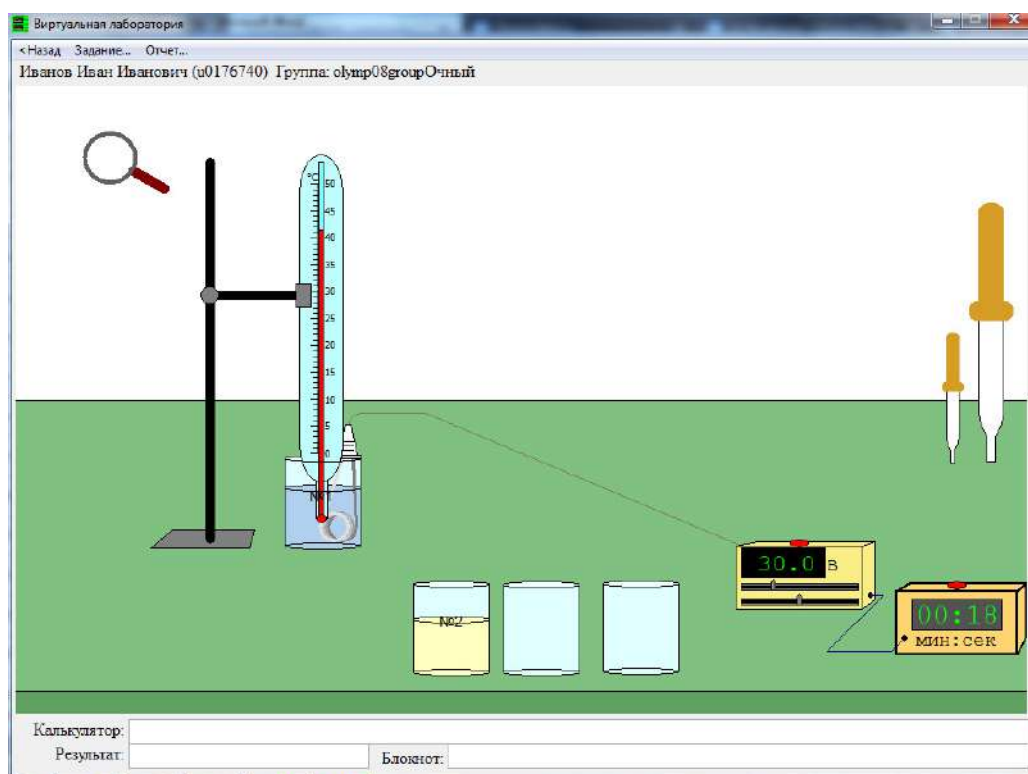 Виртуальная лаборатория
<Назад Задание... Отчет...
Иванов Иван Иванович (u0176740) Группа: olymp08groupОчный
°C
50
45
40
35
30
25
20
15
10
5
0
№1
30.0 В
№2
00:18
мин:сек
Калькулятор:
Результат: Блокнот: